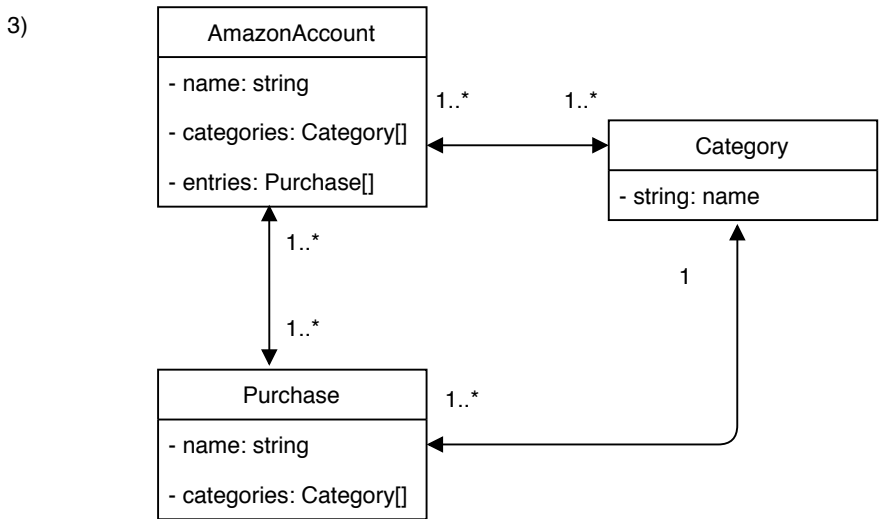 3)
AmazonAccount
- name: string
- categories: Category[]
- entries: Purchase[]
1..*
1..*
Category
- string: name
1..*
1
1..*
Purchase
- name: string
- categories: Category[]
1..*